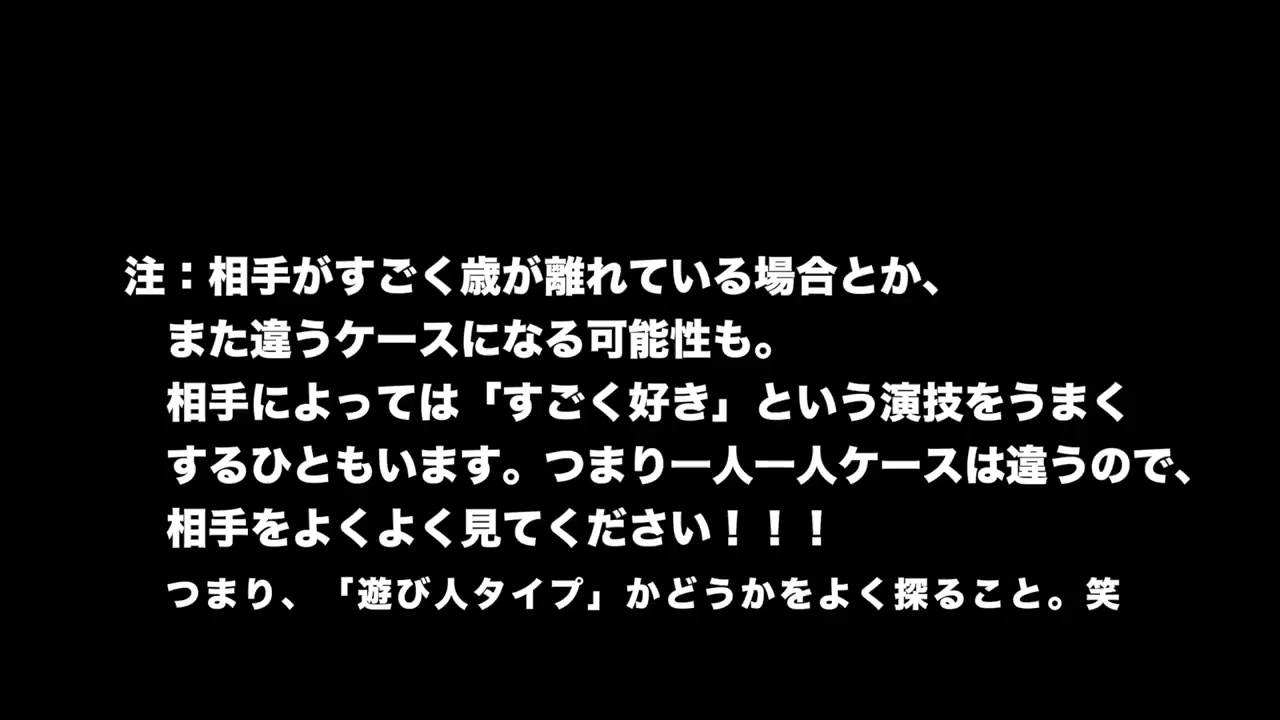 注：相手がすごく歳が離れている場合とか、
また違うケースになる可能性も。
相手によっては「すごく好き」という演技をうまく
するひともいます。つまり一人一人ケースは違うので、
相手をよくよく見てください！！！
つまり、「遊び人タイプ」かどうかをよく探ること。笑